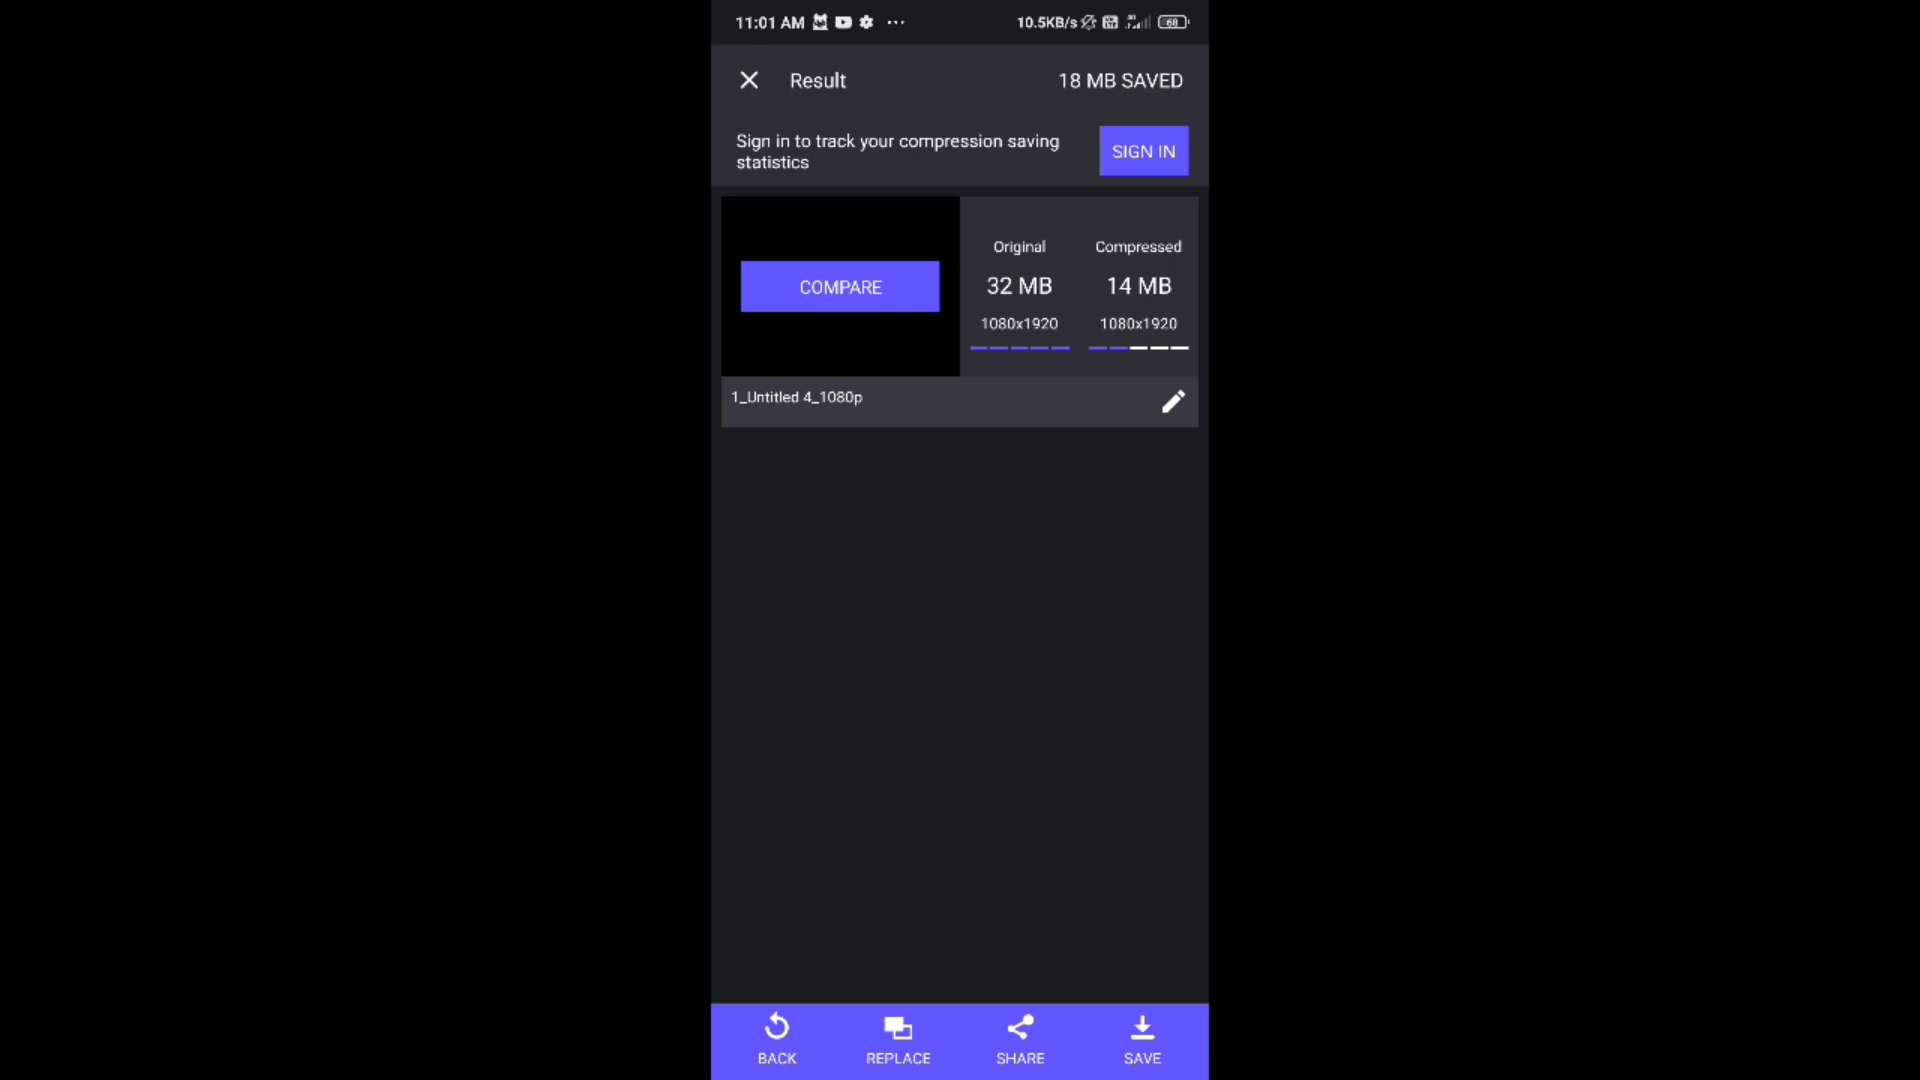 11:01 AM ... 10.5KB/s 68
Result 18 MB SAVED
Sign in to track your compression saving
statistics
SIGN IN
COMPARE
Original Compressed
32 MB 14 MB
1080x1920 1080x1920
1_Untitled 4_1080p
BACK REPLACE SHARE SAVE